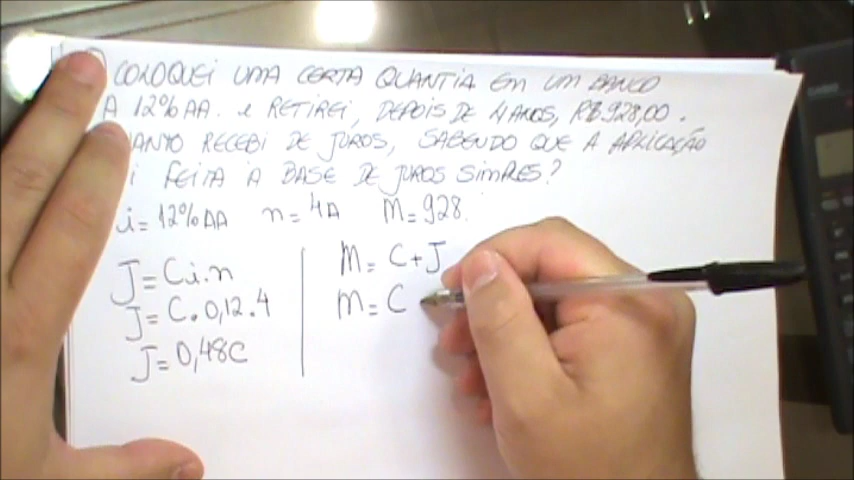 COLOQUEI UMA CERTA QUANTIA EM UM BANCO
A 12% AA. e RETIREI, DEPOIS DE 4 ANOS, R$ 928,00.
ANTO RECEBI DE JUROS, SABENDO QUE A APLICAÇÃO
I FEITA À BASE DE JUROS SIMPLES?
i = 12% AA n = 4A M = 928.
J = C.i.n
J = C . 0,12 . 4
J = 0,48C
M = C + J
M = C